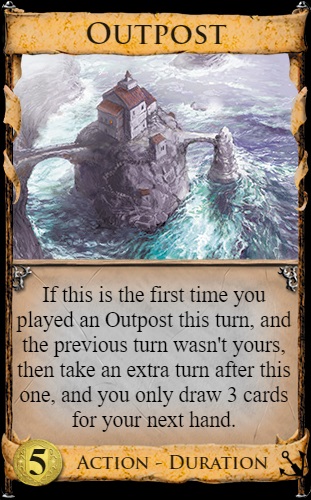 OUTPOST
If this is the first time you
played an Outpost this turn, and
the previous turn wasn't yours,
then take an extra turn after this
one, and you only draw 3 cards
for your next hand.
5 ACTION - DURATION